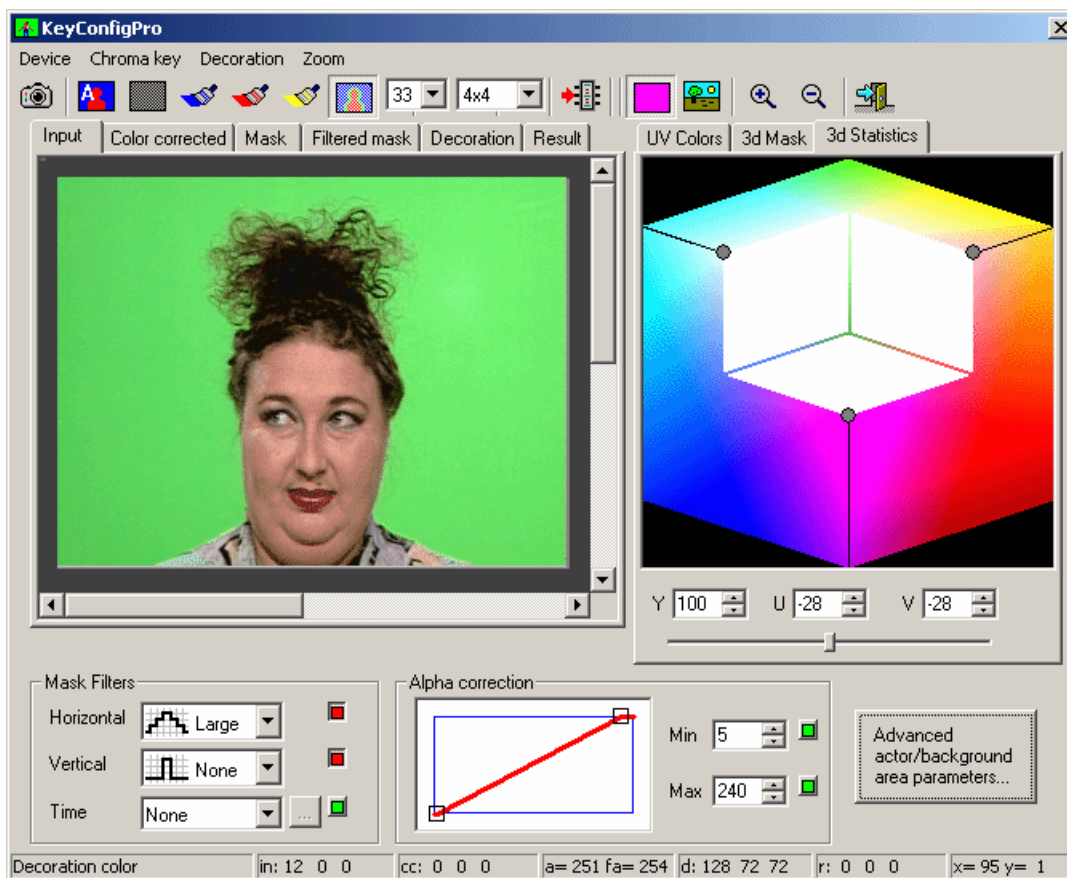 KeyConfigPro
Device Chroma key Decoration Zoom
A 33 4x4
Input Color corrected Mask Filtered mask Decoration Result
UV Colors 3d Mask 3d Statistics
Y 100 U -28 V -28
Mask Filters
Horizontal Large
Vertical None
Time None ...
Alpha correction
Min 5
Max 240
Advanced
actor/background
area parameters...
Decoration color in: 12 0 0 cc: 0 0 0 a= 251 fa= 254 d: 128 72 72 r: 0 0 0 x= 95 y= 1